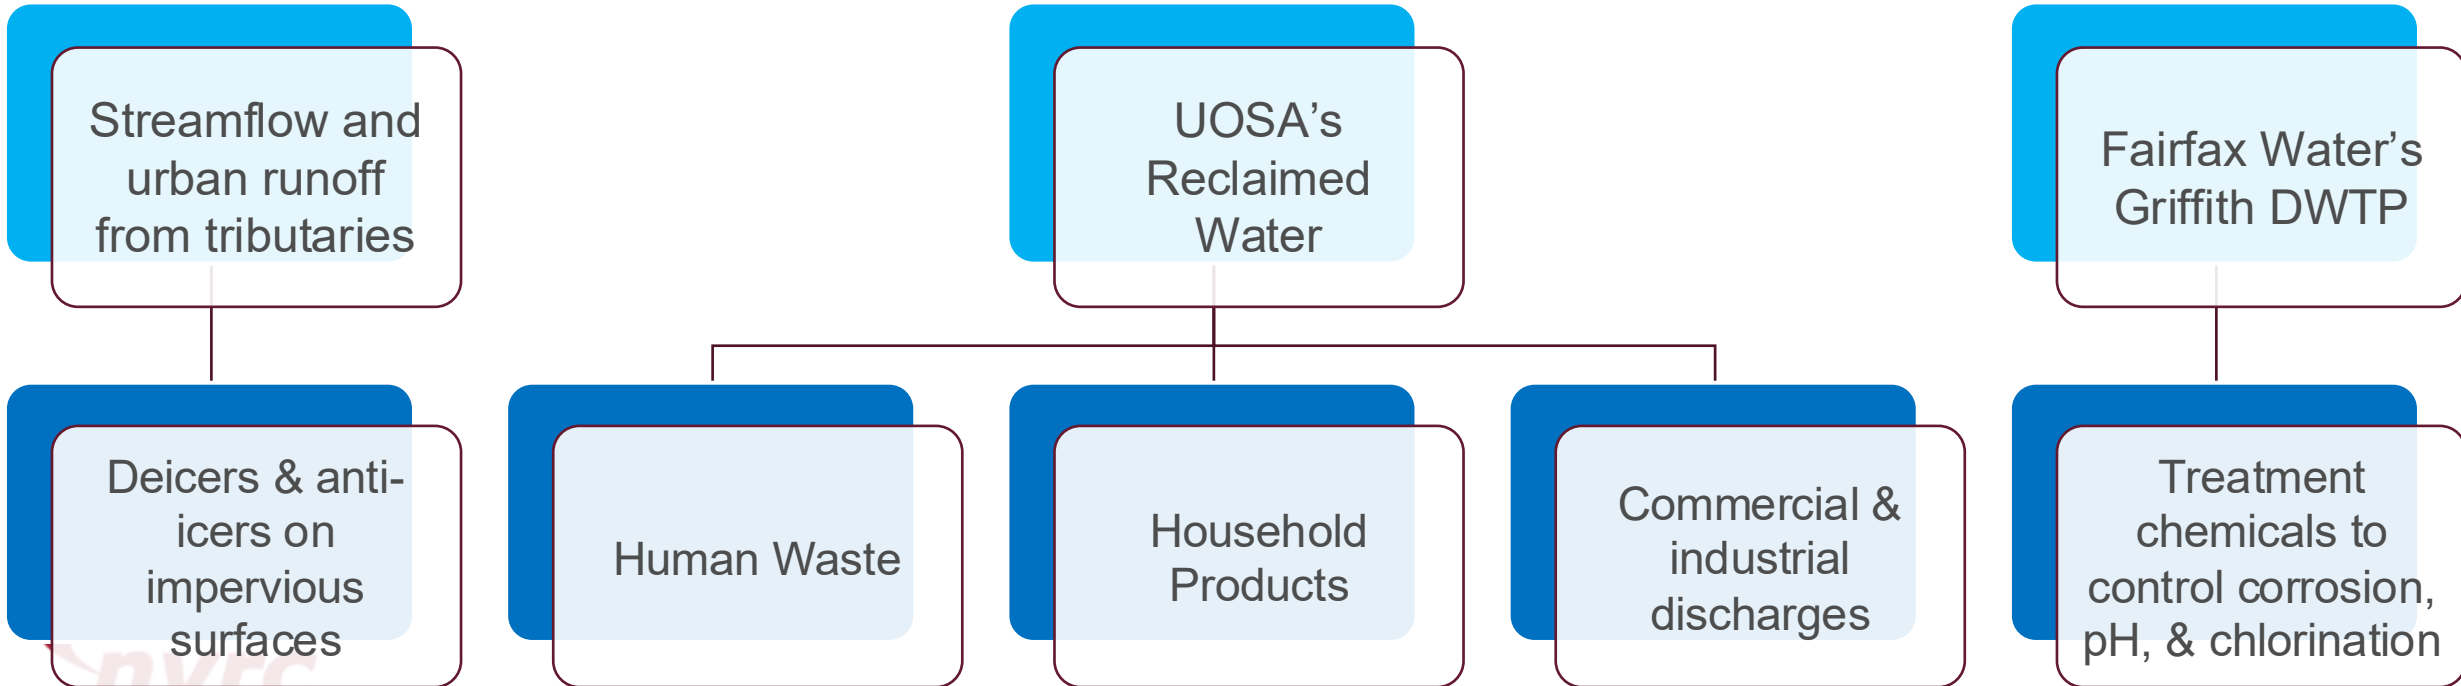 Streamflow and
urban runoff
from tributaries
UOSA’s
Reclaimed
Water
Fairfax Water’s
Griffith DWTP
Deicers & anti-
icers on
impervious
surfaces
Human Waste
Household
Products
Commercial &
industrial
discharges
Treatment
chemicals to
control corrosion,
pH, & chlorination
nvrc